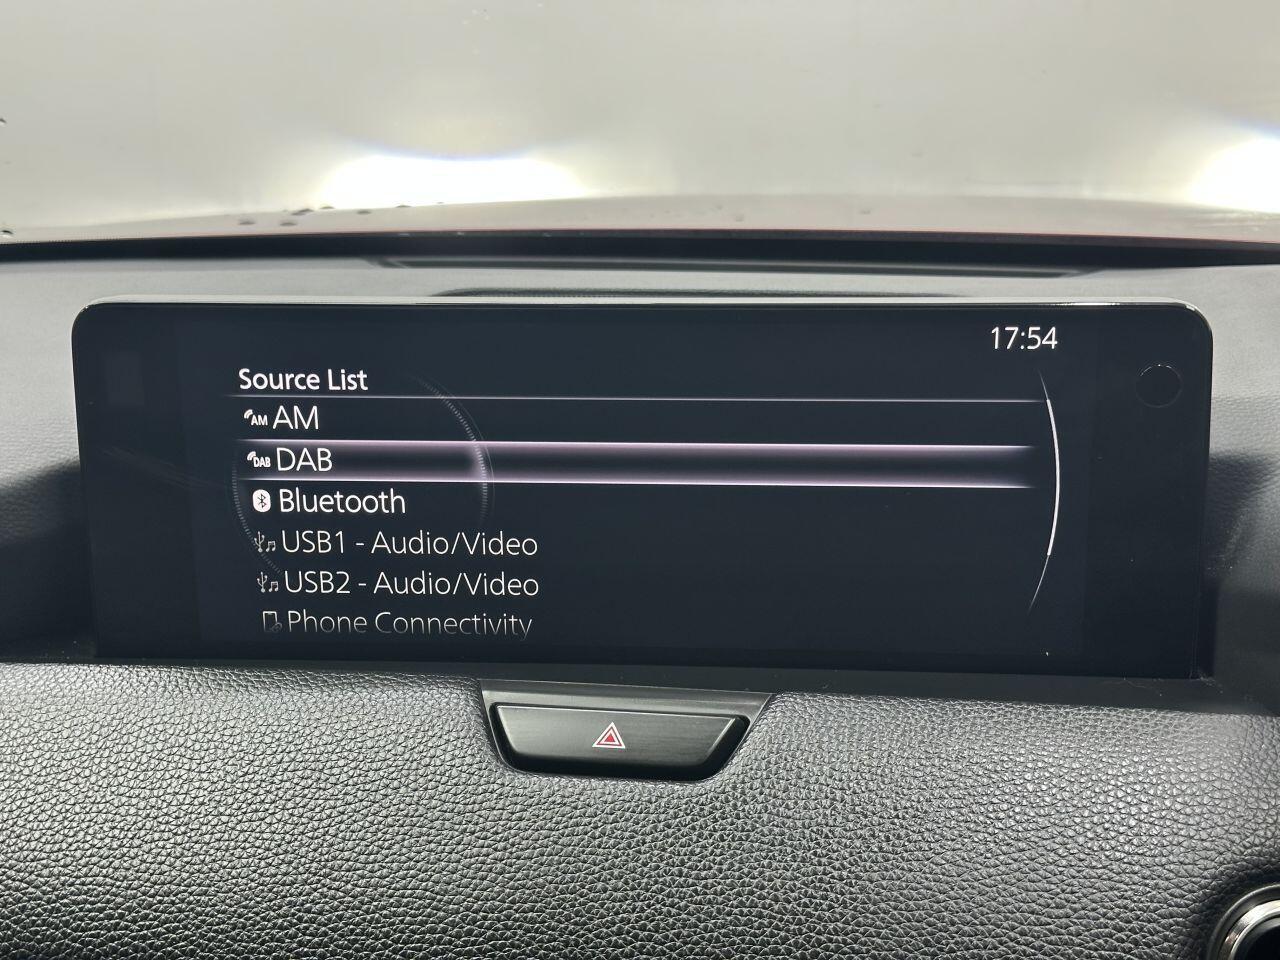 17:54
Source List
AM AM
DAB DAB
Bluetooth
USB1 - Audio/Video
USB2 - Audio/Video
Phone Connectivity